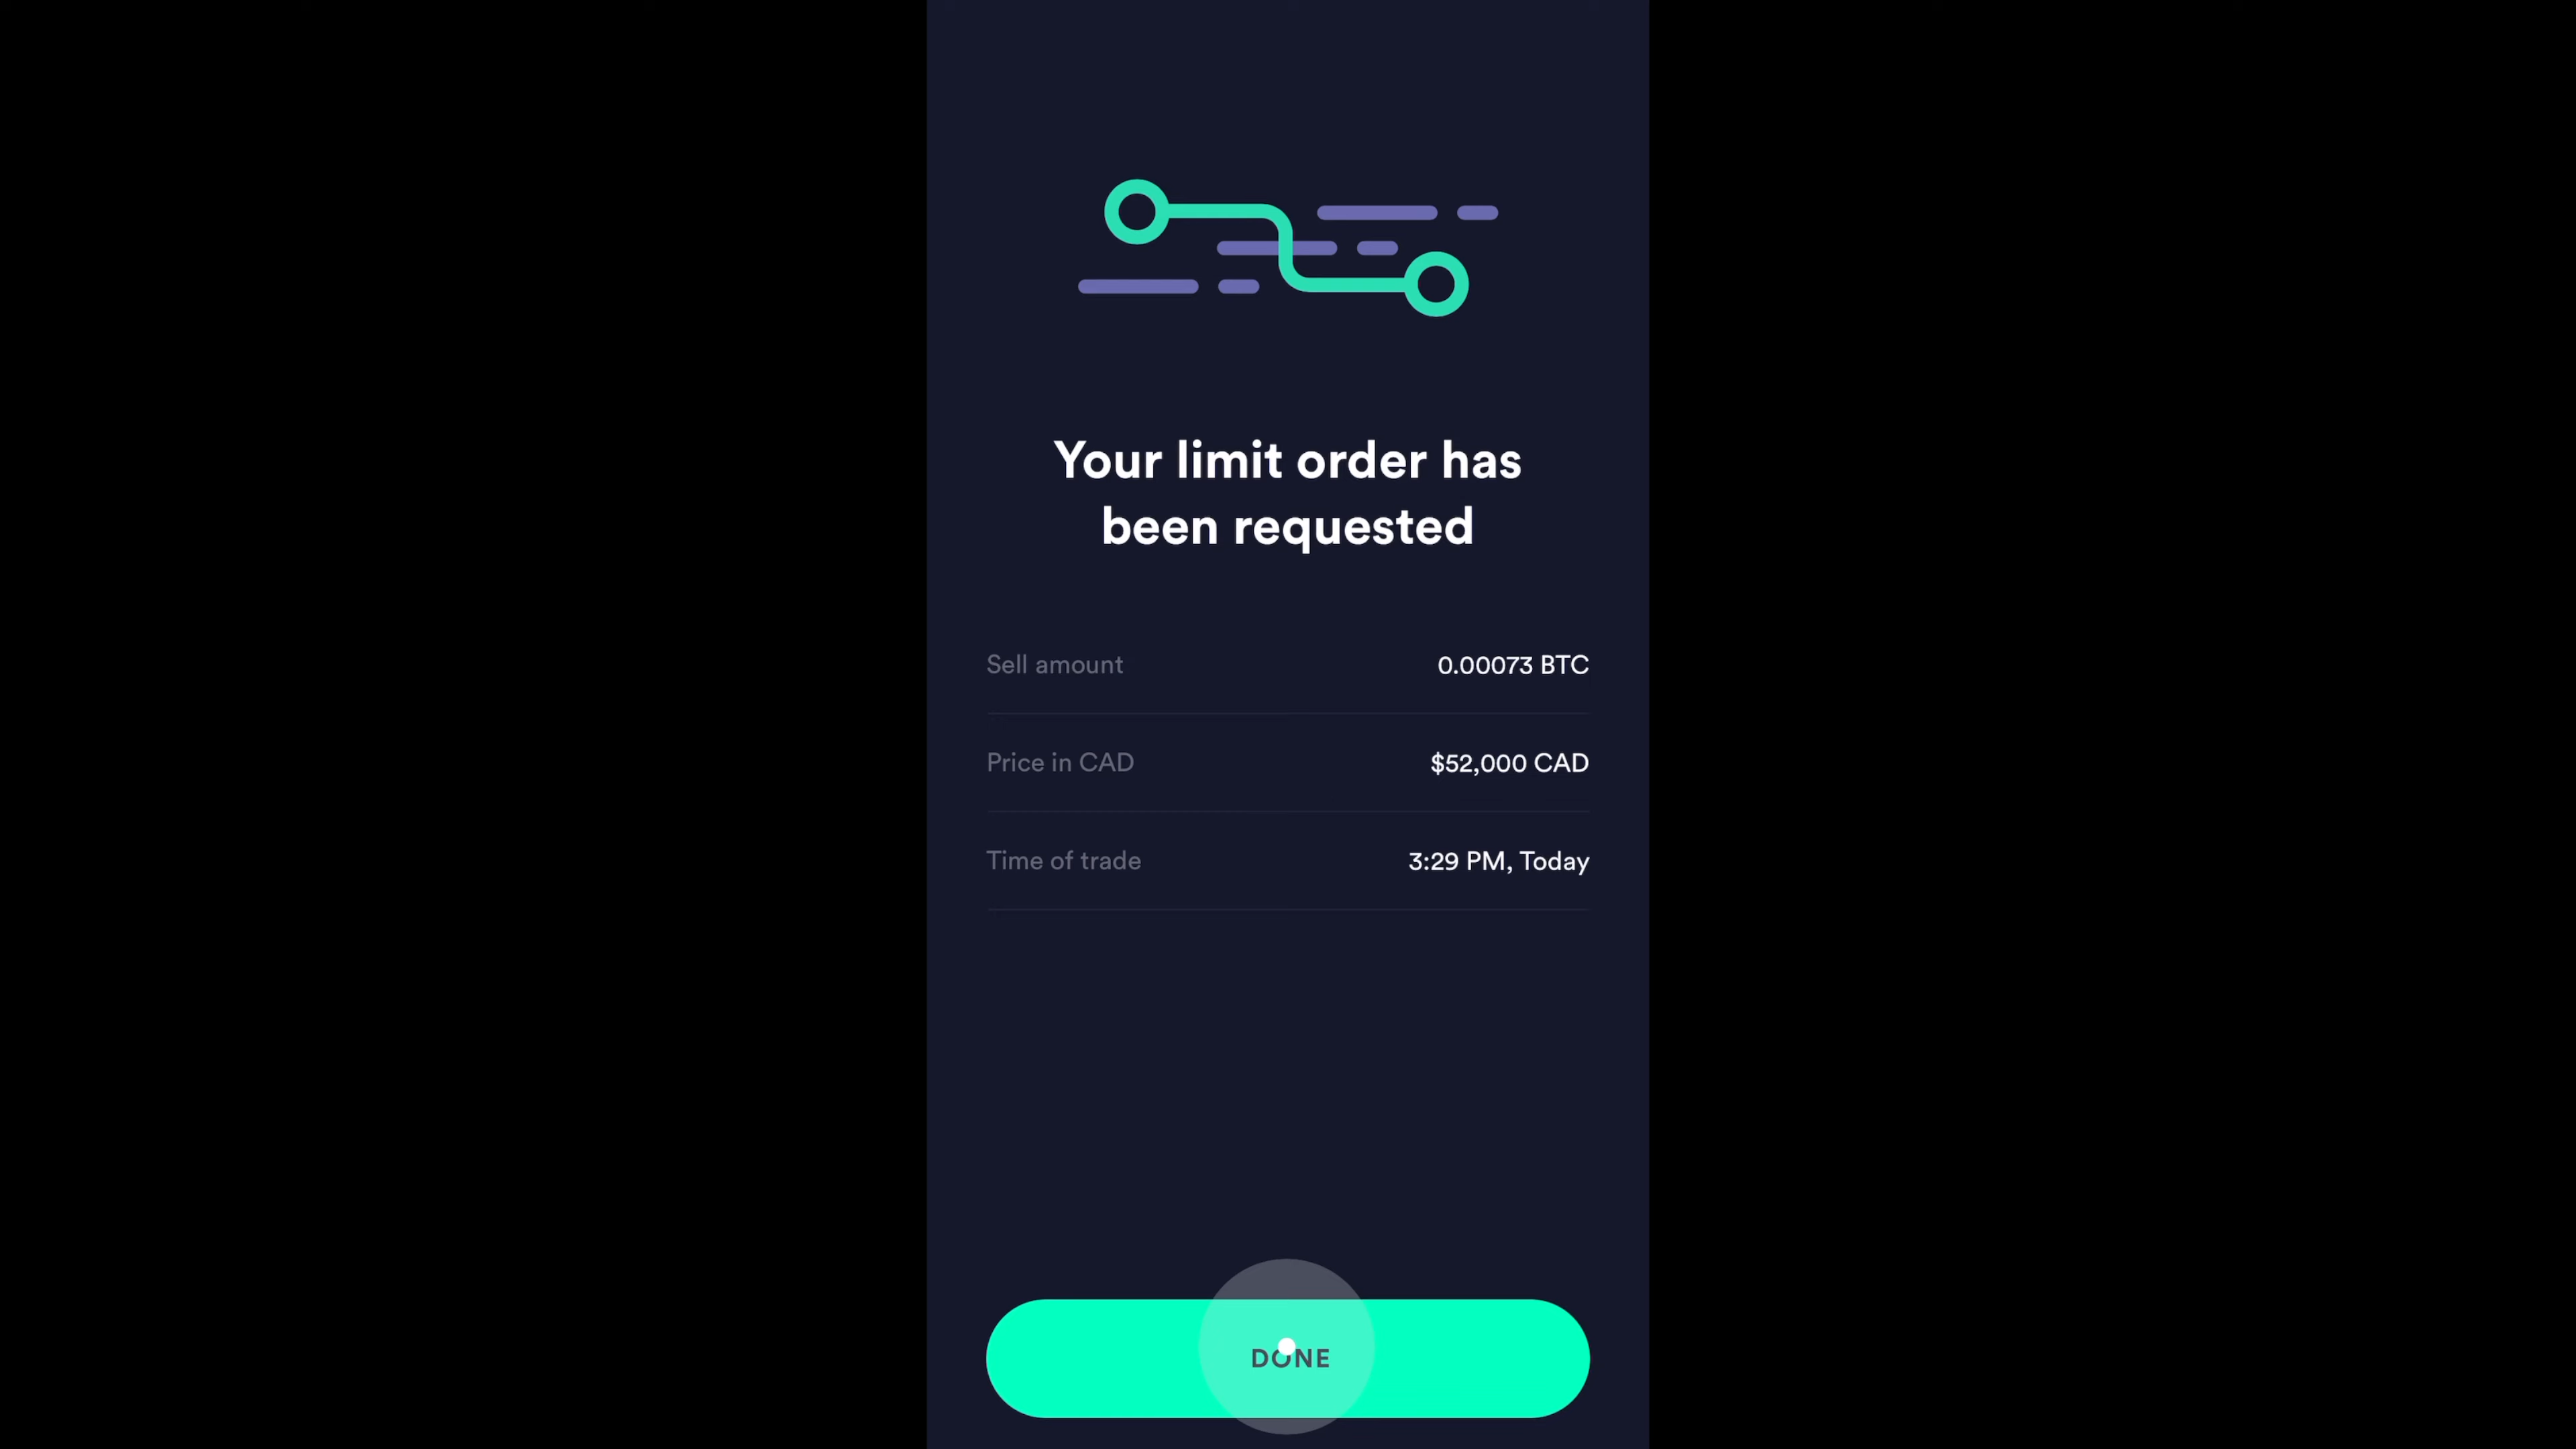 Your limit order has
been requested
Sell amount 0.00073 BTC
Price in CAD $52,000 CAD
Time of trade 3:29 PM, Today
DONE